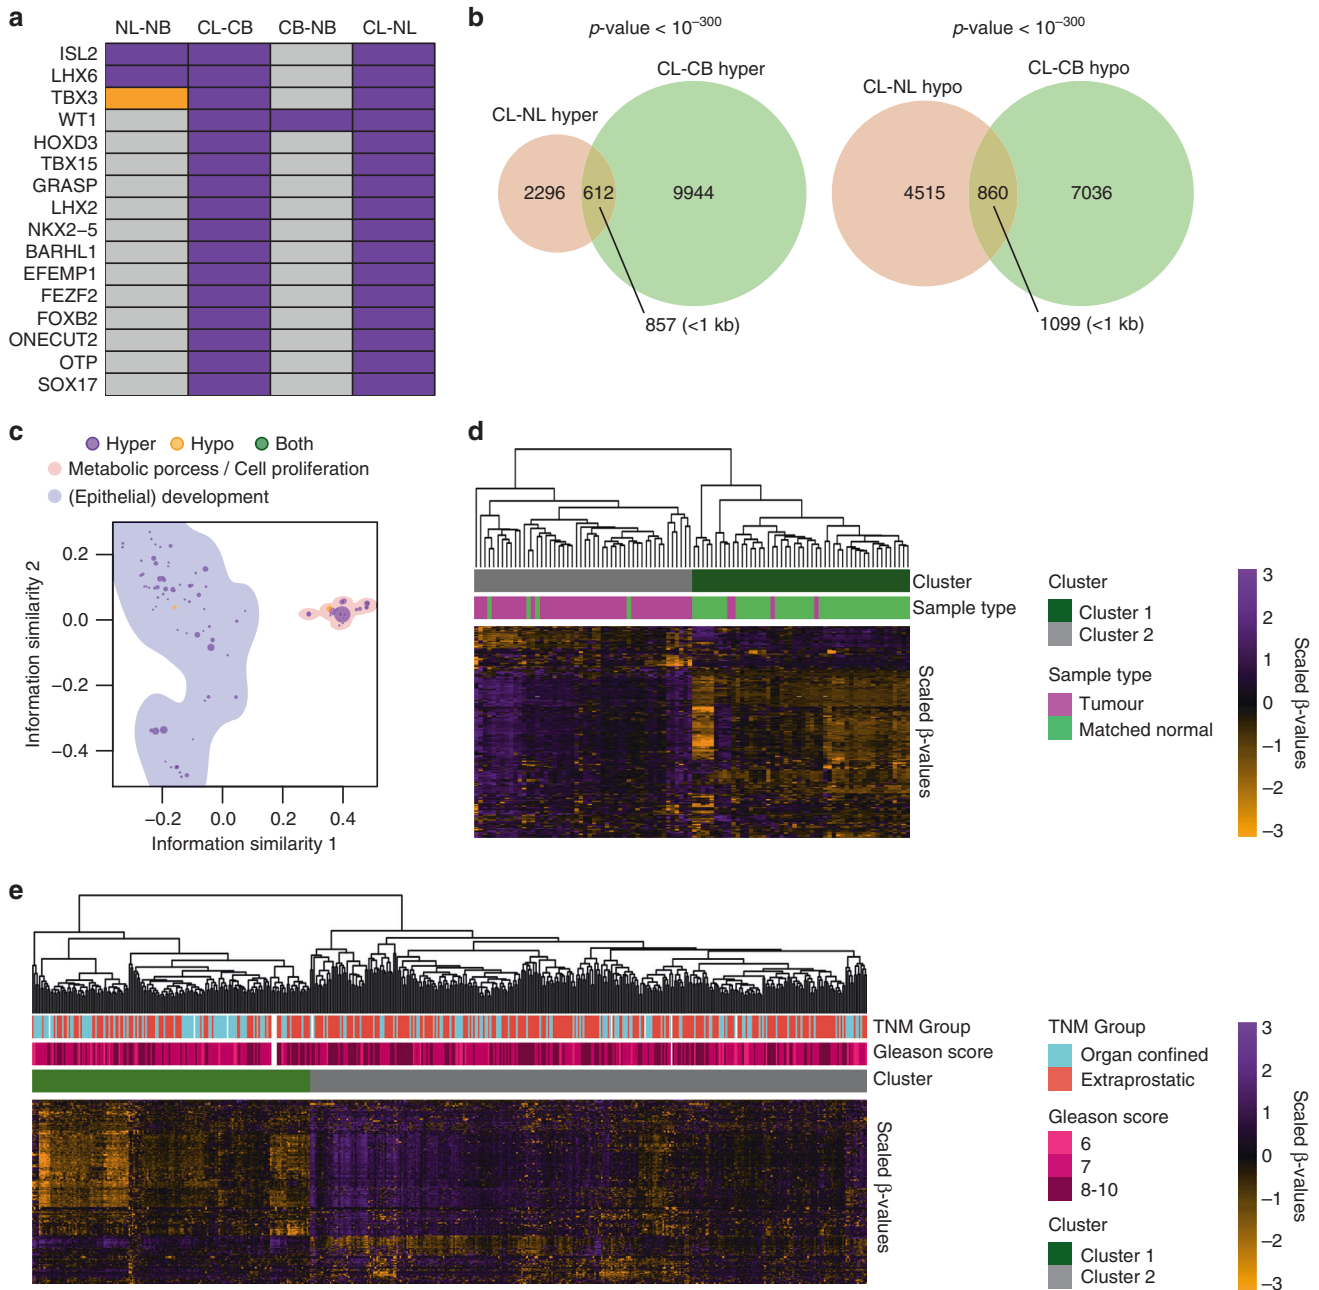 a
NL-NB CL-CB CB-NB CL-NL
ISL2
LHX6
TBX3
WT1
HOXD3
TBX15
GRASP
LHX2
NKX2-5
BARHL1
EFEMP1
FEZF2
FOXB2
ONECUT2
OTP
SOX17
b
p-value < 10⁻³⁰⁰
CL-CB hyper
CL-NL hyper
2296 612 9944
857 (<1 kb)
p-value < 10⁻³⁰⁰
CL-CB hypo
CL-NL hypo
4515 860 7036
1099 (<1 kb)
c
Hyper Hypo Both
Metabolic porcess / Cell proliferation
(Epithelial) development
Information similarity 2
0.2
0.0
−0.2
−0.4
−0.2 0.0 0.2 0.4
Information similarity 1
d
Cluster
Sample type
Scaled β-values
Cluster
Cluster 1
Cluster 2
Sample type
Tumour
Matched normal
3
2
1
0
−1
−2
−3
Scaled β-values
e
TNM Group
Gleason score
Cluster
Scaled β-values
TNM Group
Organ confined
Extraprostatic
Gleason score
6
7
8-10
Cluster
Cluster 1
Cluster 2
3
2
1
0
−1
−2
−3
Scaled β-values